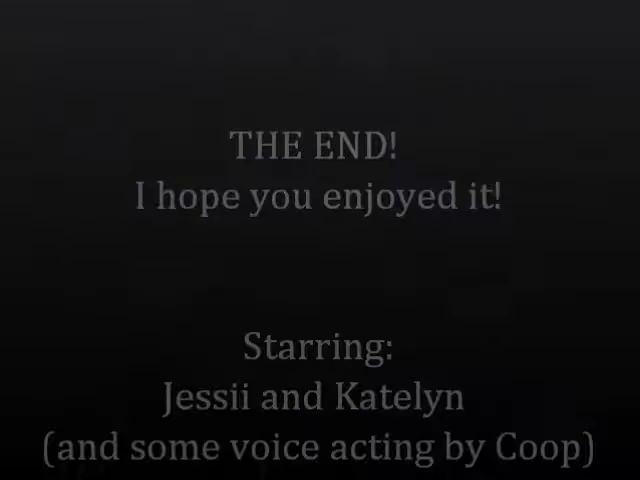 THE END!
I hope you enjoyed it!
Starring:
Jessii and Katelyn
(and some voice acting by Coop)